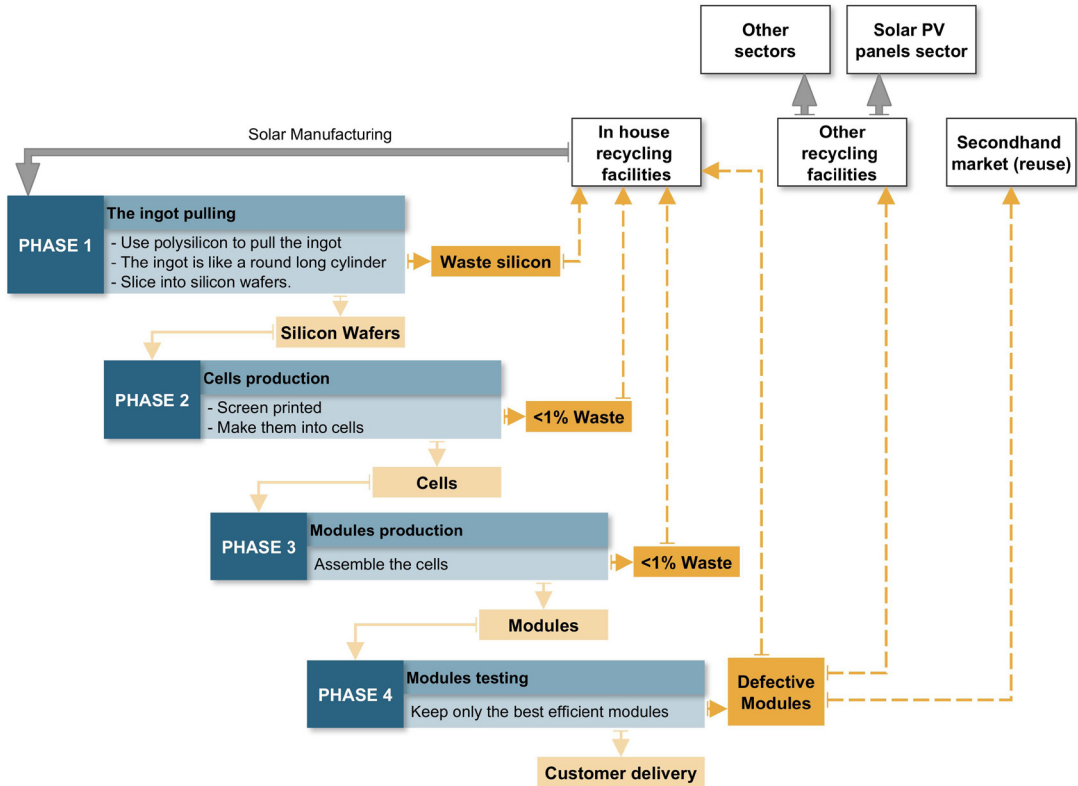 Other
sectors
Solar PV
panels sector
Solar Manufacturing
In house
recycling
facilities
Other
recycling
facilities
Secondhand
market (reuse)
PHASE 1
The ingot pulling
- Use polysilicon to pull the ingot
- The ingot is like a round long cylinder
- Slice into silicon wafers.
Waste silicon
Silicon Wafers
PHASE 2
Cells production
- Screen printed
- Make them into cells
<1% Waste
Cells
PHASE 3
Modules production
Assemble the cells
<1% Waste
Modules
PHASE 4
Modules testing
Keep only the best efficient modules
Defective
Modules
Customer delivery